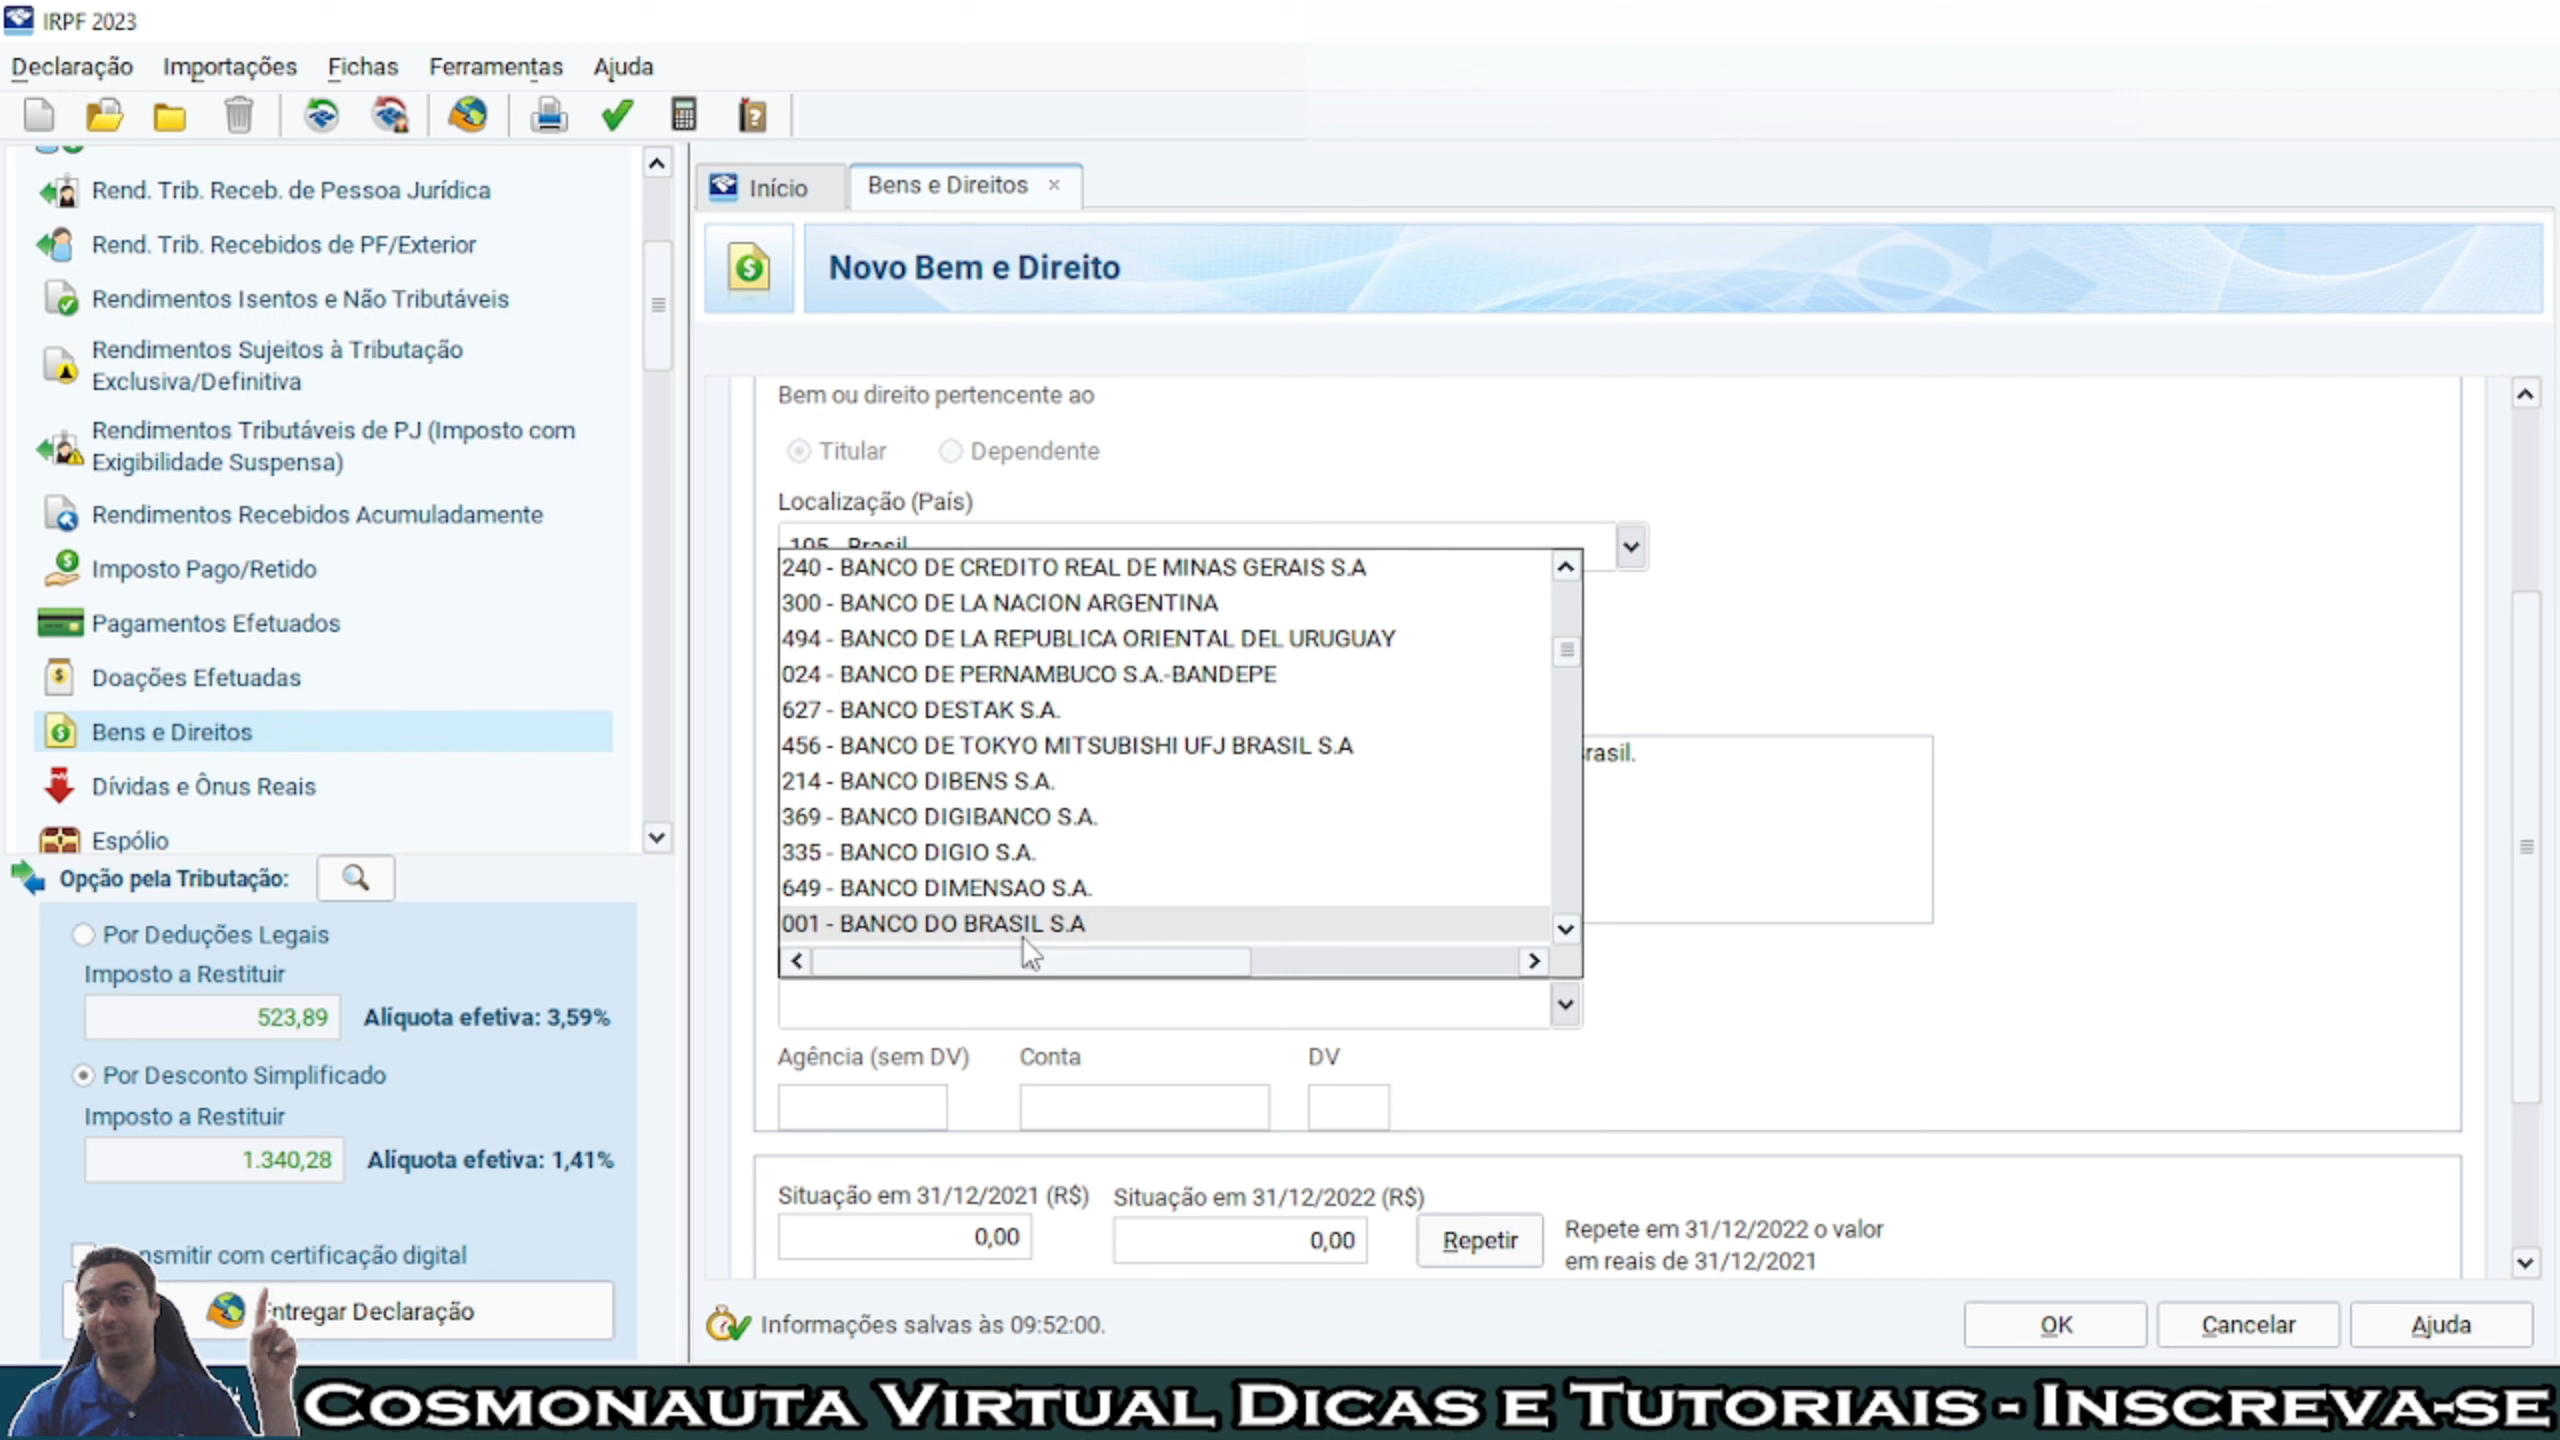 IRPF 2023
Declaração Importações Fichas Ferramentas Ajuda
Rend. Trib. Receb. de Pessoa Jurídica
Rend. Trib. Recebidos de PF/Exterior
Rendimentos Isentos e Não Tributáveis
Rendimentos Sujeitos à Tributação
Exclusiva/Definitiva
Rendimentos Tributáveis de PJ (Imposto com
Exigibilidade Suspensa)
Rendimentos Recebidos Acumuladamente
Imposto Pago/Retido
Pagamentos Efetuados
Doações Efetuadas
Bens e Direitos
Dívidas e Ônus Reais
Espólio
Opção pela Tributação:
Por Deduções Legais
Imposto a Restituir
523,89 Alíquota efetiva: 3,59%
Por Desconto Simplificado
Imposto a Restituir
1.340,28 Alíquota efetiva: 1,41%
nsmitir com certificação digital
ntregar Declaração
Início Bens e Direitos
Novo Bem e Direito
Bem ou direito pertencente ao
Titular Dependente
Localização (País)
105 - Brasil
240 - BANCO DE CREDITO REAL DE MINAS GERAIS S.A
300 - BANCO DE LA NACION ARGENTINA
494 - BANCO DE LA REPUBLICA ORIENTAL DEL URUGUAY
024 - BANCO DE PERNAMBUCO S.A.-BANDEPE
627 - BANCO DESTAK S.A.
456 - BANCO DE TOKYO MITSUBISHI UFJ BRASIL S.A
rasil.
214 - BANCO DIBENS S.A.
369 - BANCO DIGIBANCO S.A.
335 - BANCO DIGIO S.A.
649 - BANCO DIMENSAO S.A.
001 - BANCO DO BRASIL S.A
Agência (sem DV) Conta DV
Situação em 31/12/2021 (R$) Situação em 31/12/2022 (R$)
0,00 0,00 Repetir
Repete em 31/12/2022 o valor
em reais de 31/12/2021
Informações salvas às 09:52:00.
OK Cancelar Ajuda
COSMONAUTA VIRTUAL DICAS E TUTORIAIS - INSCREVA-SE